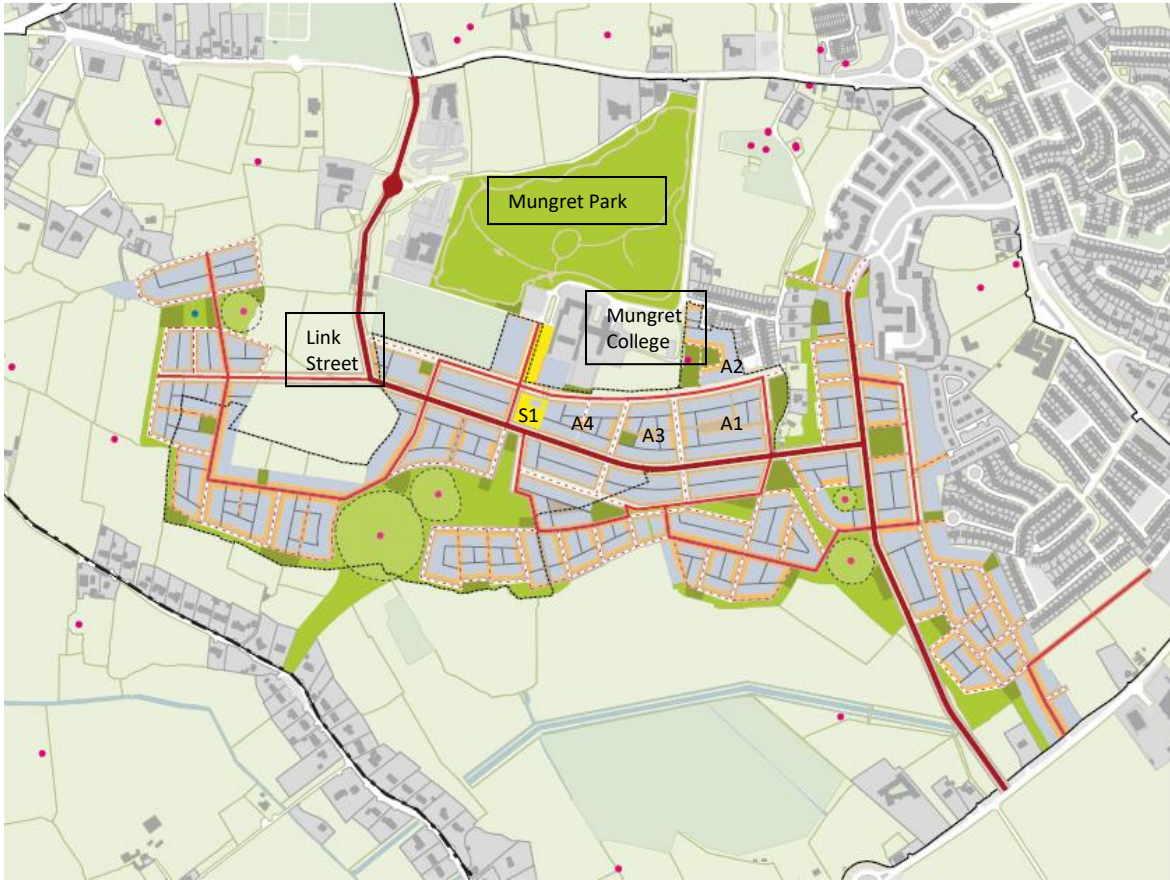 Mungret Park
Mungret
College
Link
Street
A2
S1
A4
A3
A1